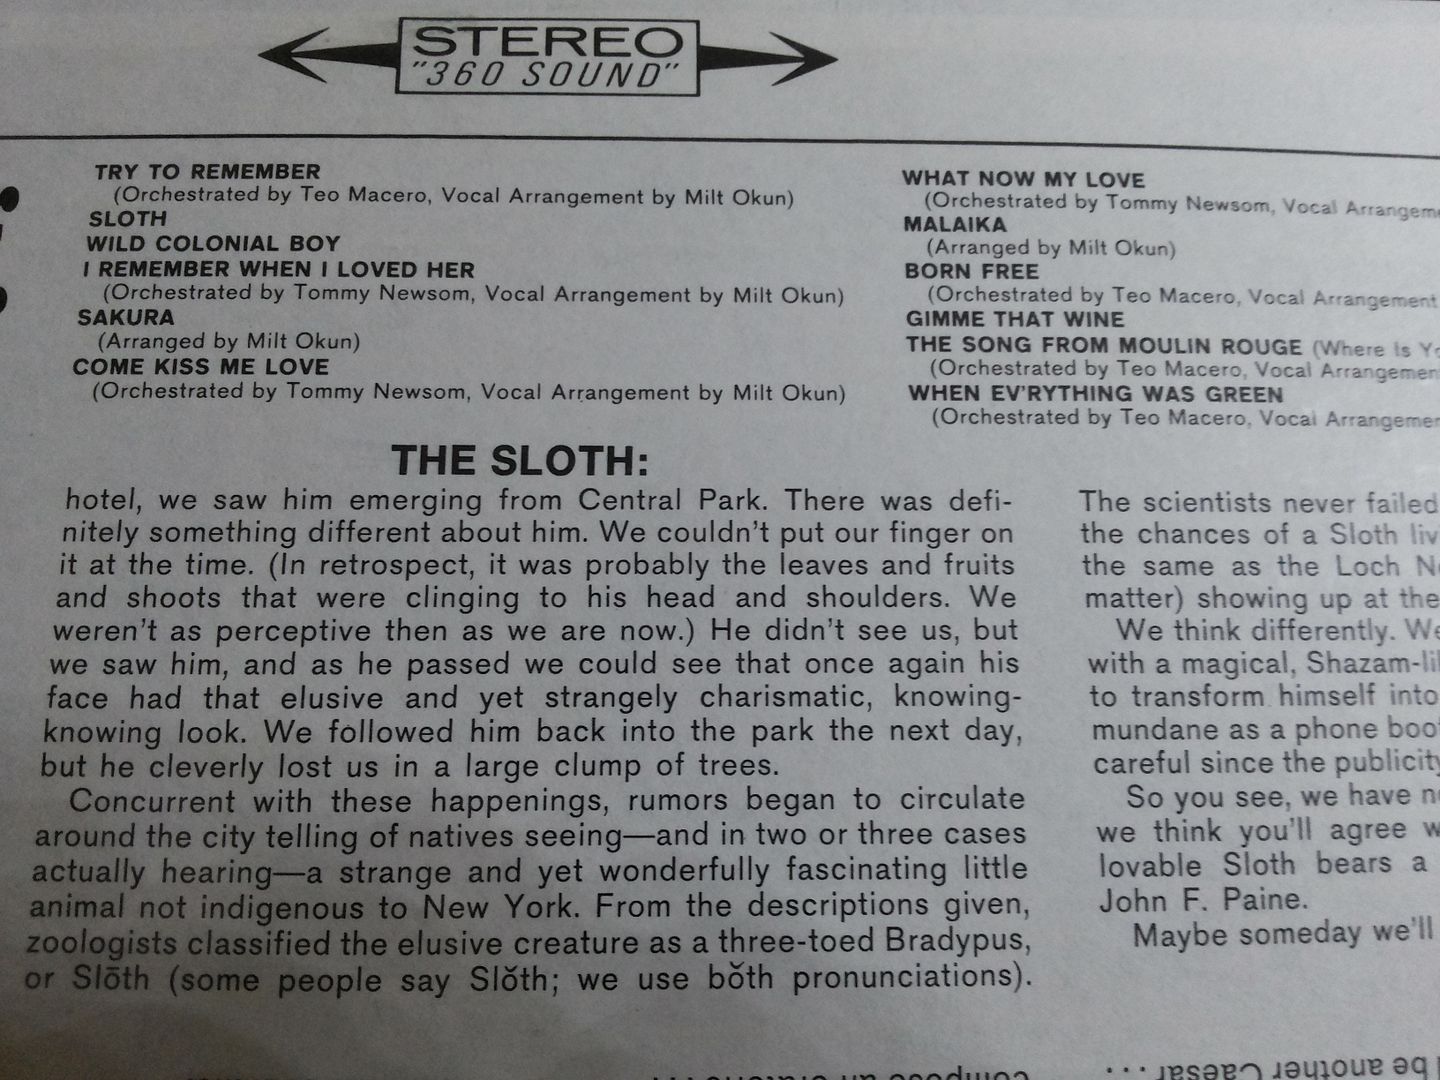 STEREO
"360 SOUND"
TRY TO REMEMBER
(Orchestrated by Teo Macero, Vocal Arrangement by Milt Okun)
SLOTH
WILD COLONIAL BOY
I REMEMBER WHEN I LOVED HER
(Orchestrated by Tommy Newsom, Vocal Arrangement by Milt Okun)
SAKURA
(Arranged by Milt Okun)
COME KISS ME LOVE
(Orchestrated by Tommy Newsom, Vocal Arrangement by Milt Okun)
WHAT NOW MY LOVE
(Orchestrated by Tommy Newsom, Vocal Arrangeme
MALAIKA
(Arranged by Milt Okun)
BORN FREE
(Orchestrated by Teo Macero, Vocal Arrangement
GIMME THAT WINE
THE SONG FROM MOULIN ROUGE (Where Is Yo
(Orchestrated by Teo Macero, Vocal Arrangemen
WHEN EV'RYTHING WAS GREEN
(Orchestrated by Teo Macero, Vocal Arrangemen
THE SLOTH:
hotel, we saw him emerging from Central Park. There was defi-
nitely something different about him. We couldn't put our finger on
it at the time. (In retrospect, it was probably the leaves and fruits
and shoots that were clinging to his head and shoulders. We
weren't as perceptive then as we are now.) He didn't see us, but
we saw him, and as he passed we could see that once again his
face had that elusive and yet strangely charismatic, knowing-
knowing look. We followed him back into the park the next day,
but he cleverly lost us in a large clump of trees.
Concurrent with these happenings, rumors began to circulate
around the city telling of natives seeing—and in two or three cases
actually hearing—a strange and yet wonderfully fascinating little
animal not indigenous to New York. From the descriptions given,
zoologists classified the elusive creature as a three-toed Bradypus,
or Slōth (some people say Slŏth; we use bŏth pronunciations).
The scientists never failed
the chances of a Sloth liv
the same as the Loch Ne
matter) showing up at the
We think differently. We
with a magical, Shazam-li
to transform himself into
mundane as a phone boo
careful since the publicity
So you see, we have n
we think you'll agree w
lovable Sloth bears a
John F. Paine.
Maybe someday we'll
be another Caesar ...
compose an